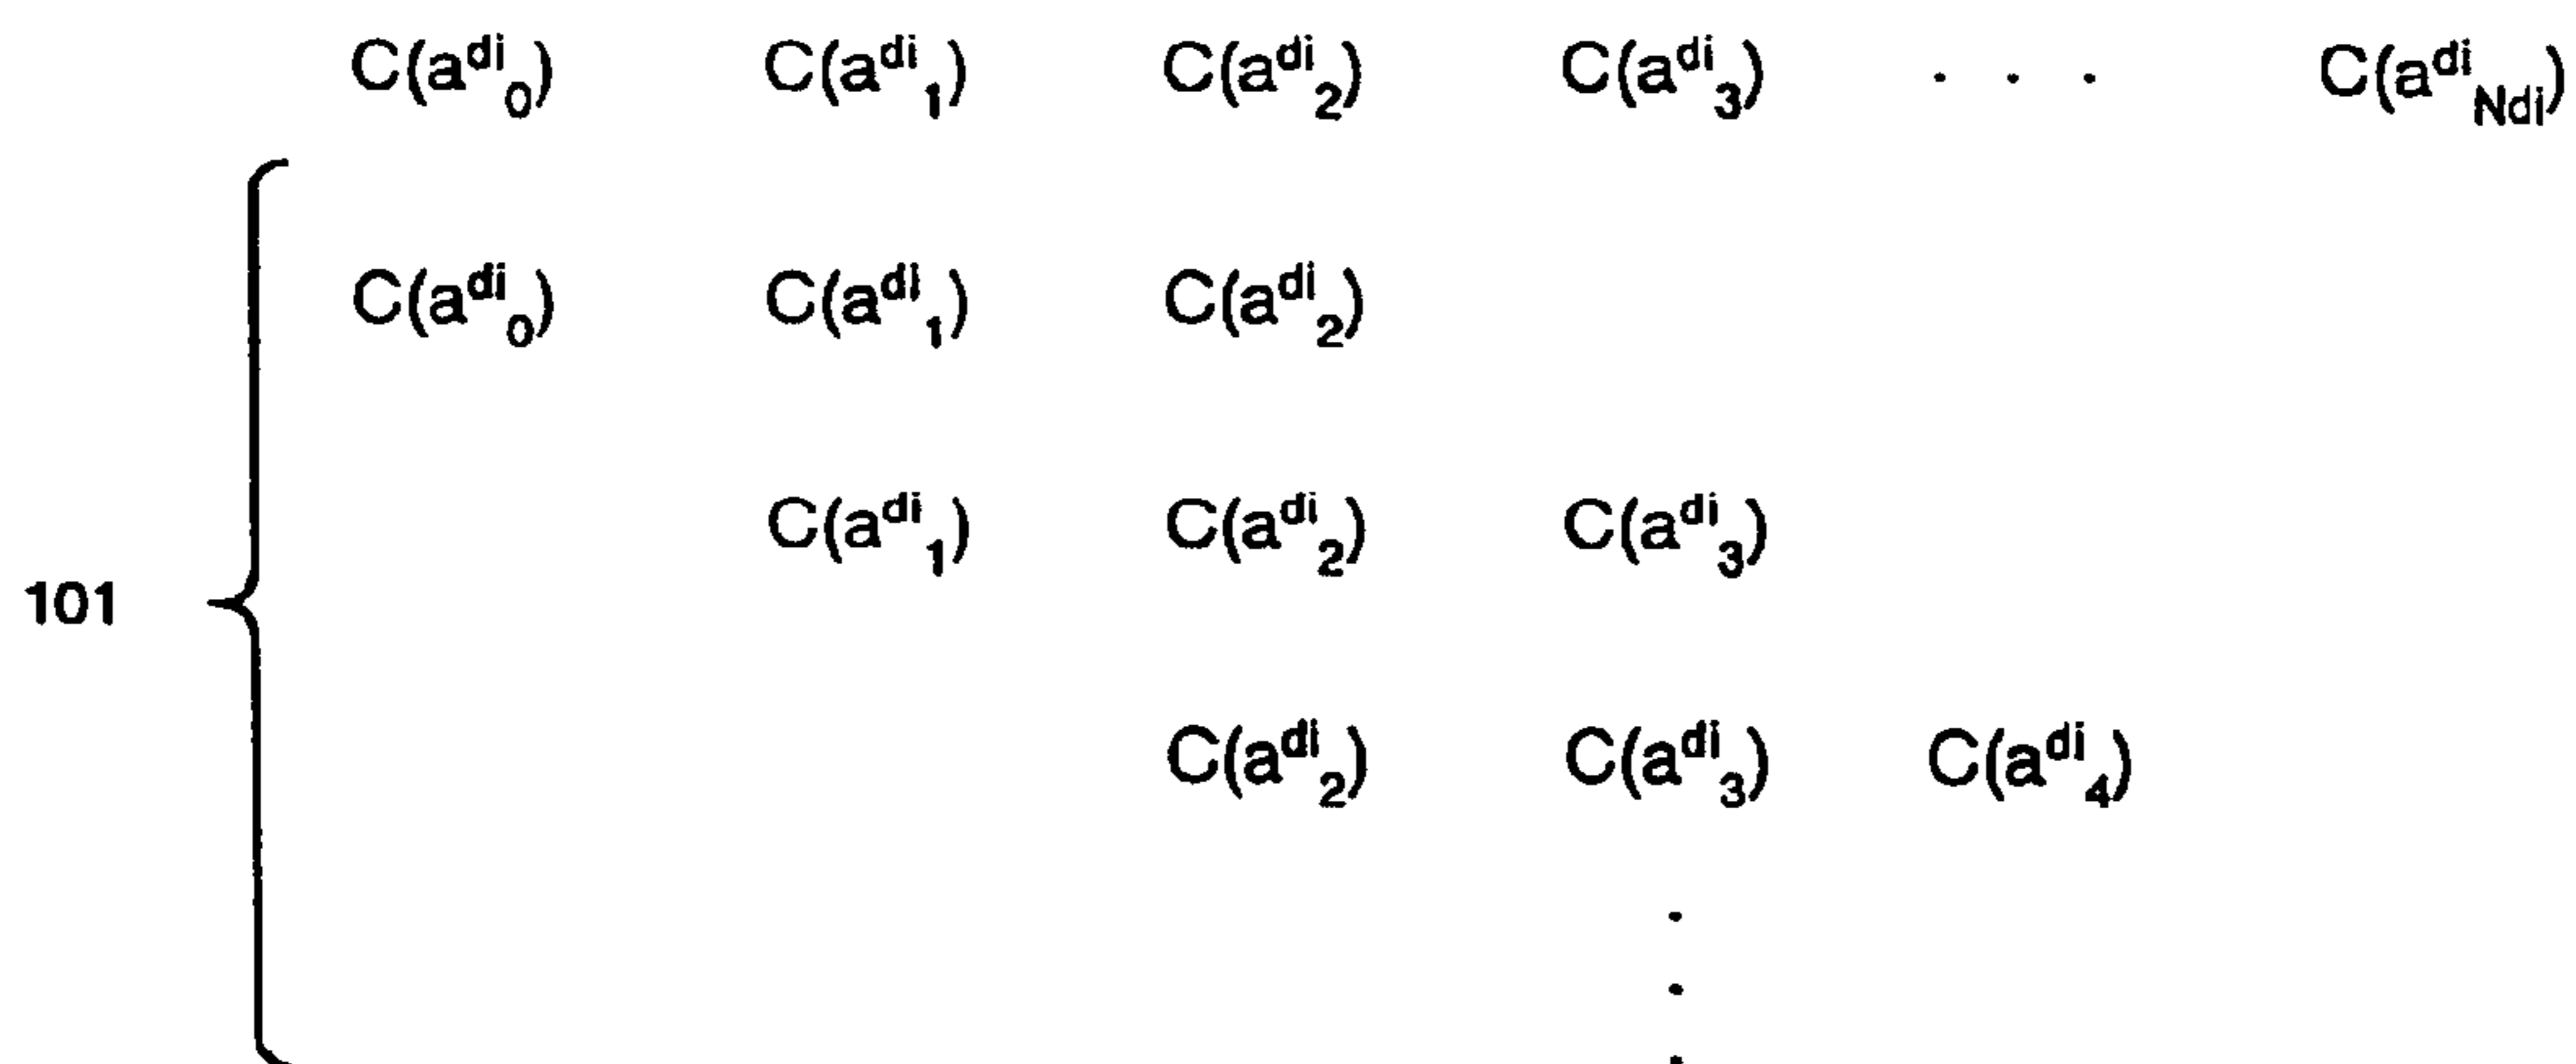 C(a^di_0) C(a^di_1) C(a^di_2) C(a^di_3) . . . C(a^di_Ndi)
C(a^di_0) C(a^di_1) C(a^di_2)
C(a^di_1) C(a^di_2) C(a^di_3)
101
C(a^di_2) C(a^di_3) C(a^di_4)
.
.
.